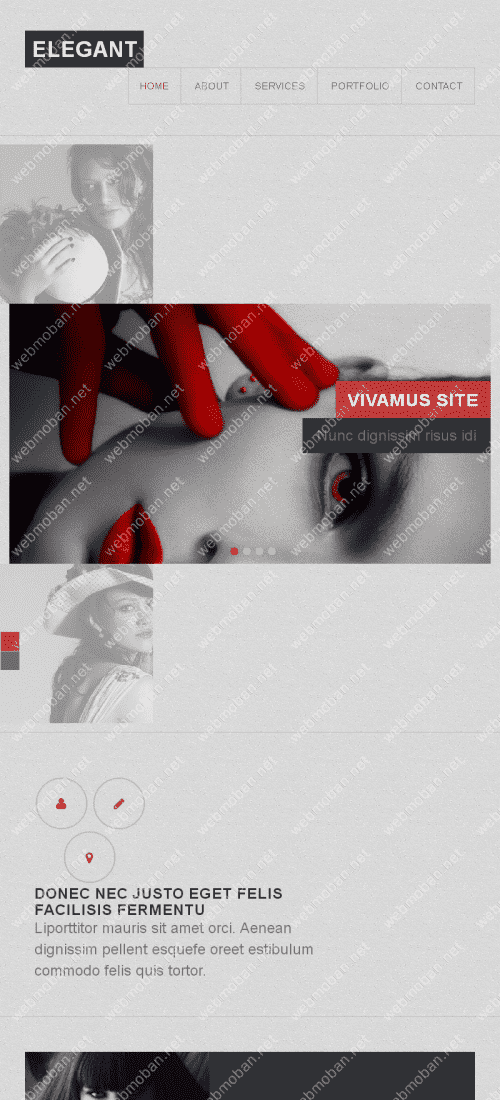 ELEGANT
HOME ABOUT SERVICES PORTFOLIO CONTACT
VIVAMUS SITE
Nunc dignissim risus idi
DONEC NEC JUSTO EGET FELIS
FACILISIS FERMENTU
Liporttitor mauris sit amet orci. Aenean
dignissim pellent esquefe oreet estibulum
commodo felis quis tortor.
webmoban.net